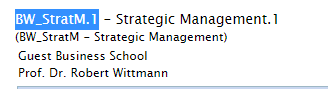 BW_StratM.1 - Strategic Management.1
(BW_StratM - Strategic Management)
Guest Business School
Prof. Dr. Robert Wittmann